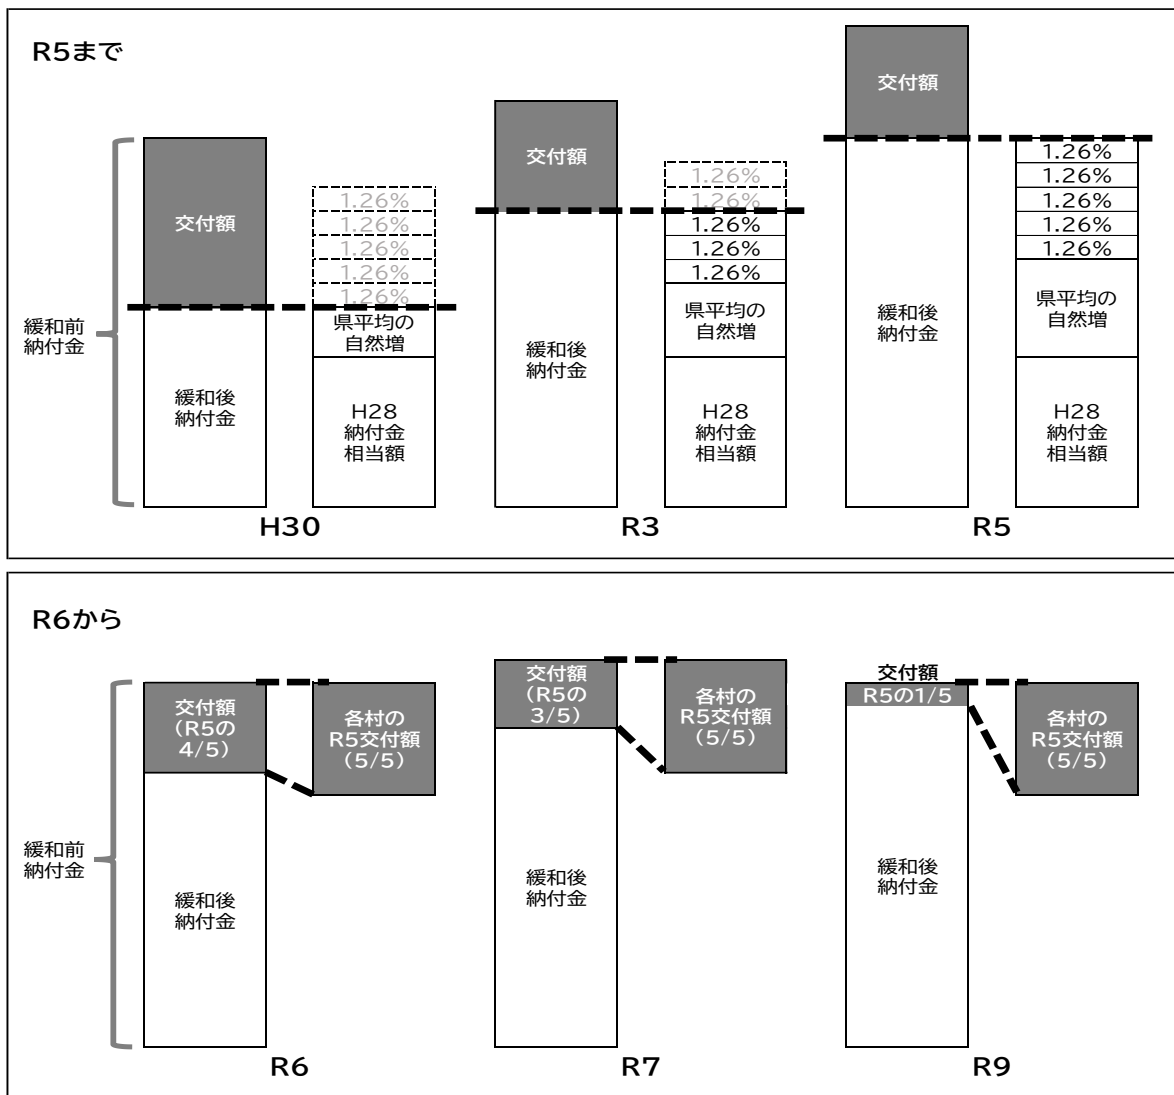 R5まで
緩和前
納付金
交付額
緩和後
納付金
1.26%
1.26%
1.26%
1.26%
1.26%
県平均の
自然増
H28
納付金
相当額
H30
交付額
緩和後
納付金
1.26%
1.26%
1.26%
1.26%
1.26%
県平均の
自然増
H28
納付金
相当額
R3
交付額
緩和後
納付金
1.26%
1.26%
1.26%
1.26%
1.26%
県平均の
自然増
H28
納付金
相当額
R5
R6から
緩和前
納付金
交付額
(R5の
4/5)
緩和後
納付金
各村の
R5交付額
(5/5)
R6
交付額
(R5の
3/5)
緩和後
納付金
各村の
R5交付額
(5/5)
R7
交付額
R5の1/5
緩和後
納付金
各村の
R5交付額
(5/5)
R9